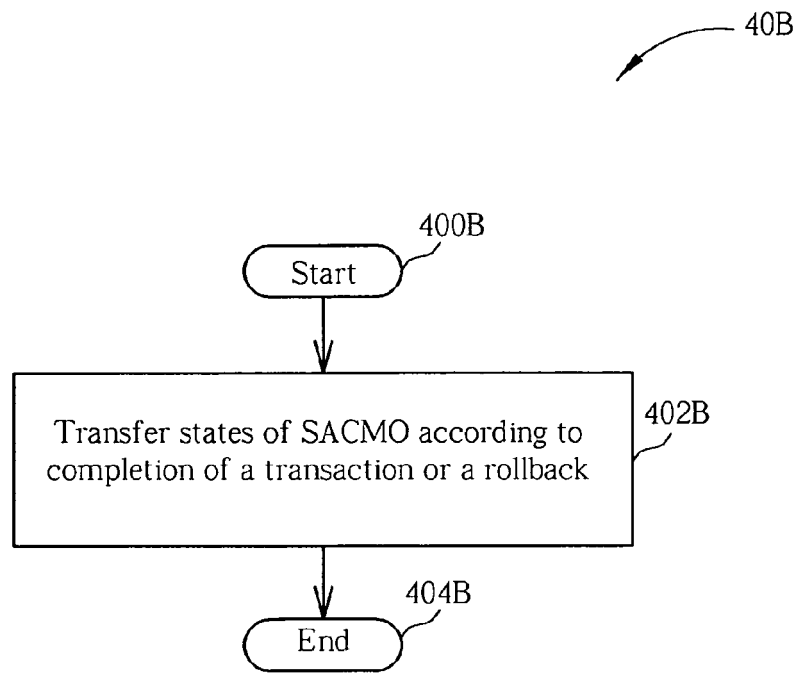 40B
400B
Start
Transfer states of SACMO according to
completion of a transaction or a rollback
402B
404B
End